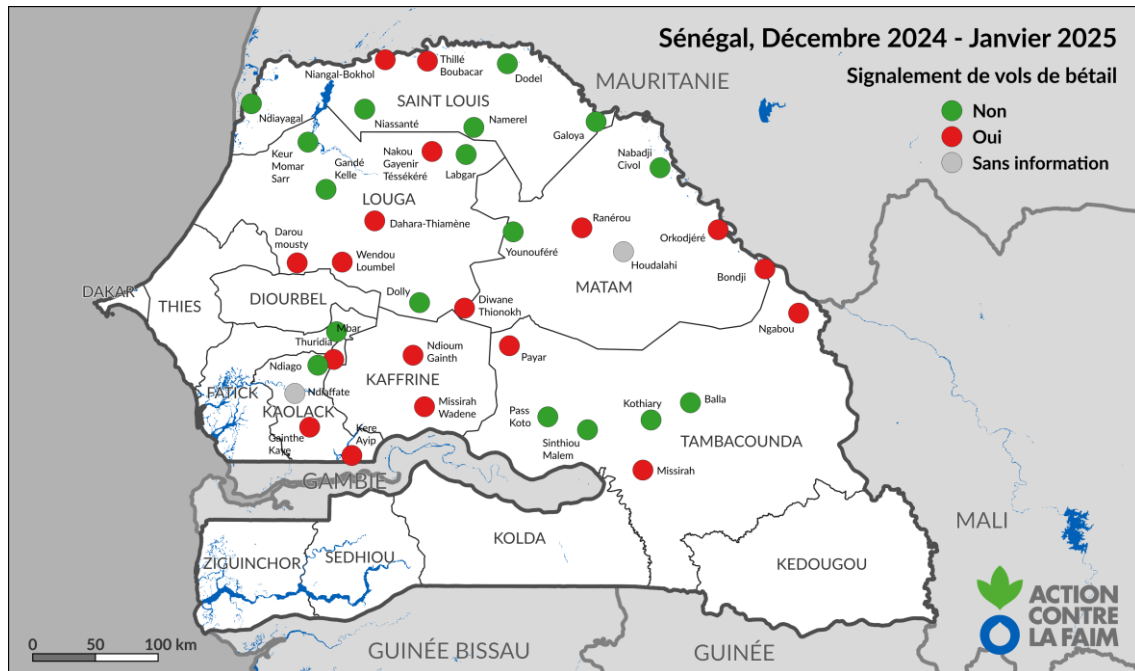 Sénégal, Décembre 2024 - Janvier 2025
Signalement de vols de bétail
Non
Oui
Sans information
MAURITANIE
Niangal-Bokhol
Thillé
Boubacar
Dodel
SAINT LOUIS
Ndiayagal
Niassanté
Namerel
Galoya
Keur
Momar
Sarr
Gandé
Kelle
Nakou
Gayenir
Téssékéré
Labgar
Nabadji
Civol
LOUGA
Dahara-Thiamène
Ranérou
Orkodjéré
Younouféré
Houdalahi
Darou
mousty
Wendou
Loumbel
Bondji
MATAM
DAKAR
THIES
DIOURBEL
Dolly
Diwane
Thionokh
Ngabou
Mbar
Thuridia
Ndiago
Ndioum
Gainth
Payar
KAFFRINE
FATICK
Ndiaffate
KAOLACK
Missirah
Wadene
Pass
Koto
Sinthiou
Malem
Kothiary
Balla
TAMBACOUNDA
Gainthe
Kaye
Kere
Ayip
Missirah
GAMBIE
MALI
ZIGUINCHOR
SEDHIOU
KOLDA
KEDOUGOU
GUINÉE BISSAU
GUINÉE
0 50 100 km
ACTION
CONTRE
LA FAIM